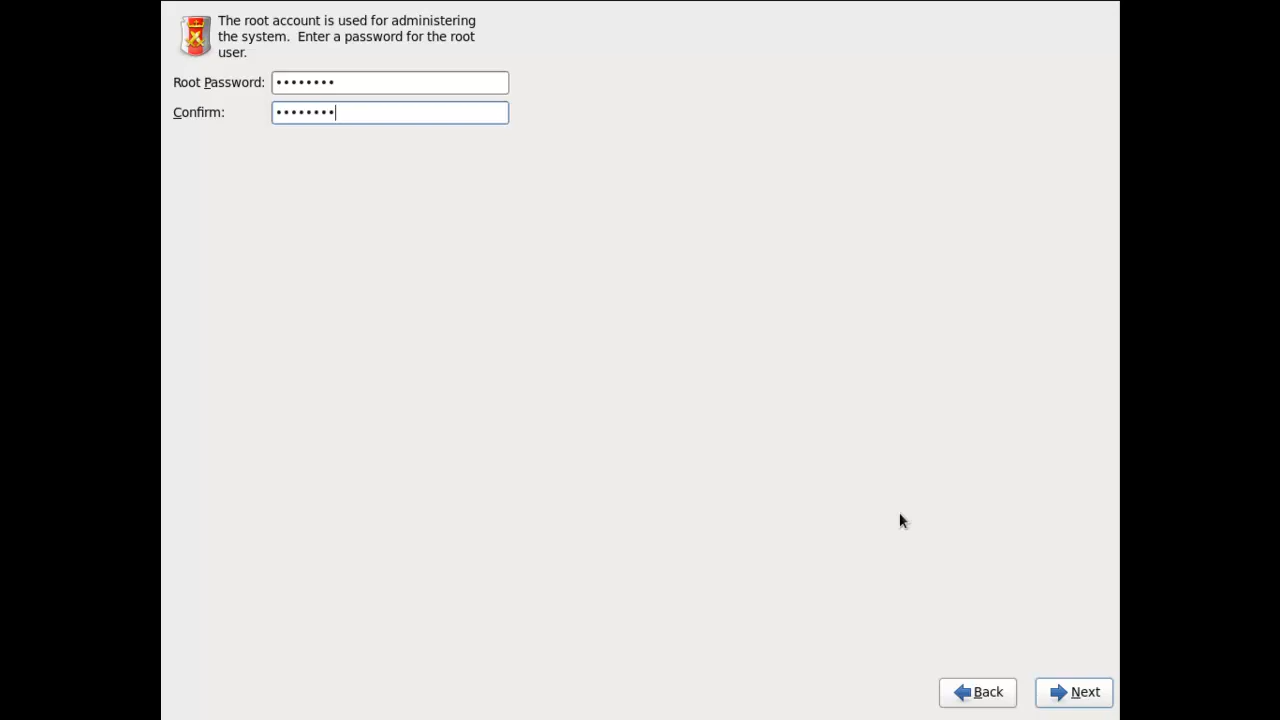 The root account is used for administering
the system.  Enter a password for the root
user.
Root Password: ••••••••
Confirm: ••••••••
Back Next